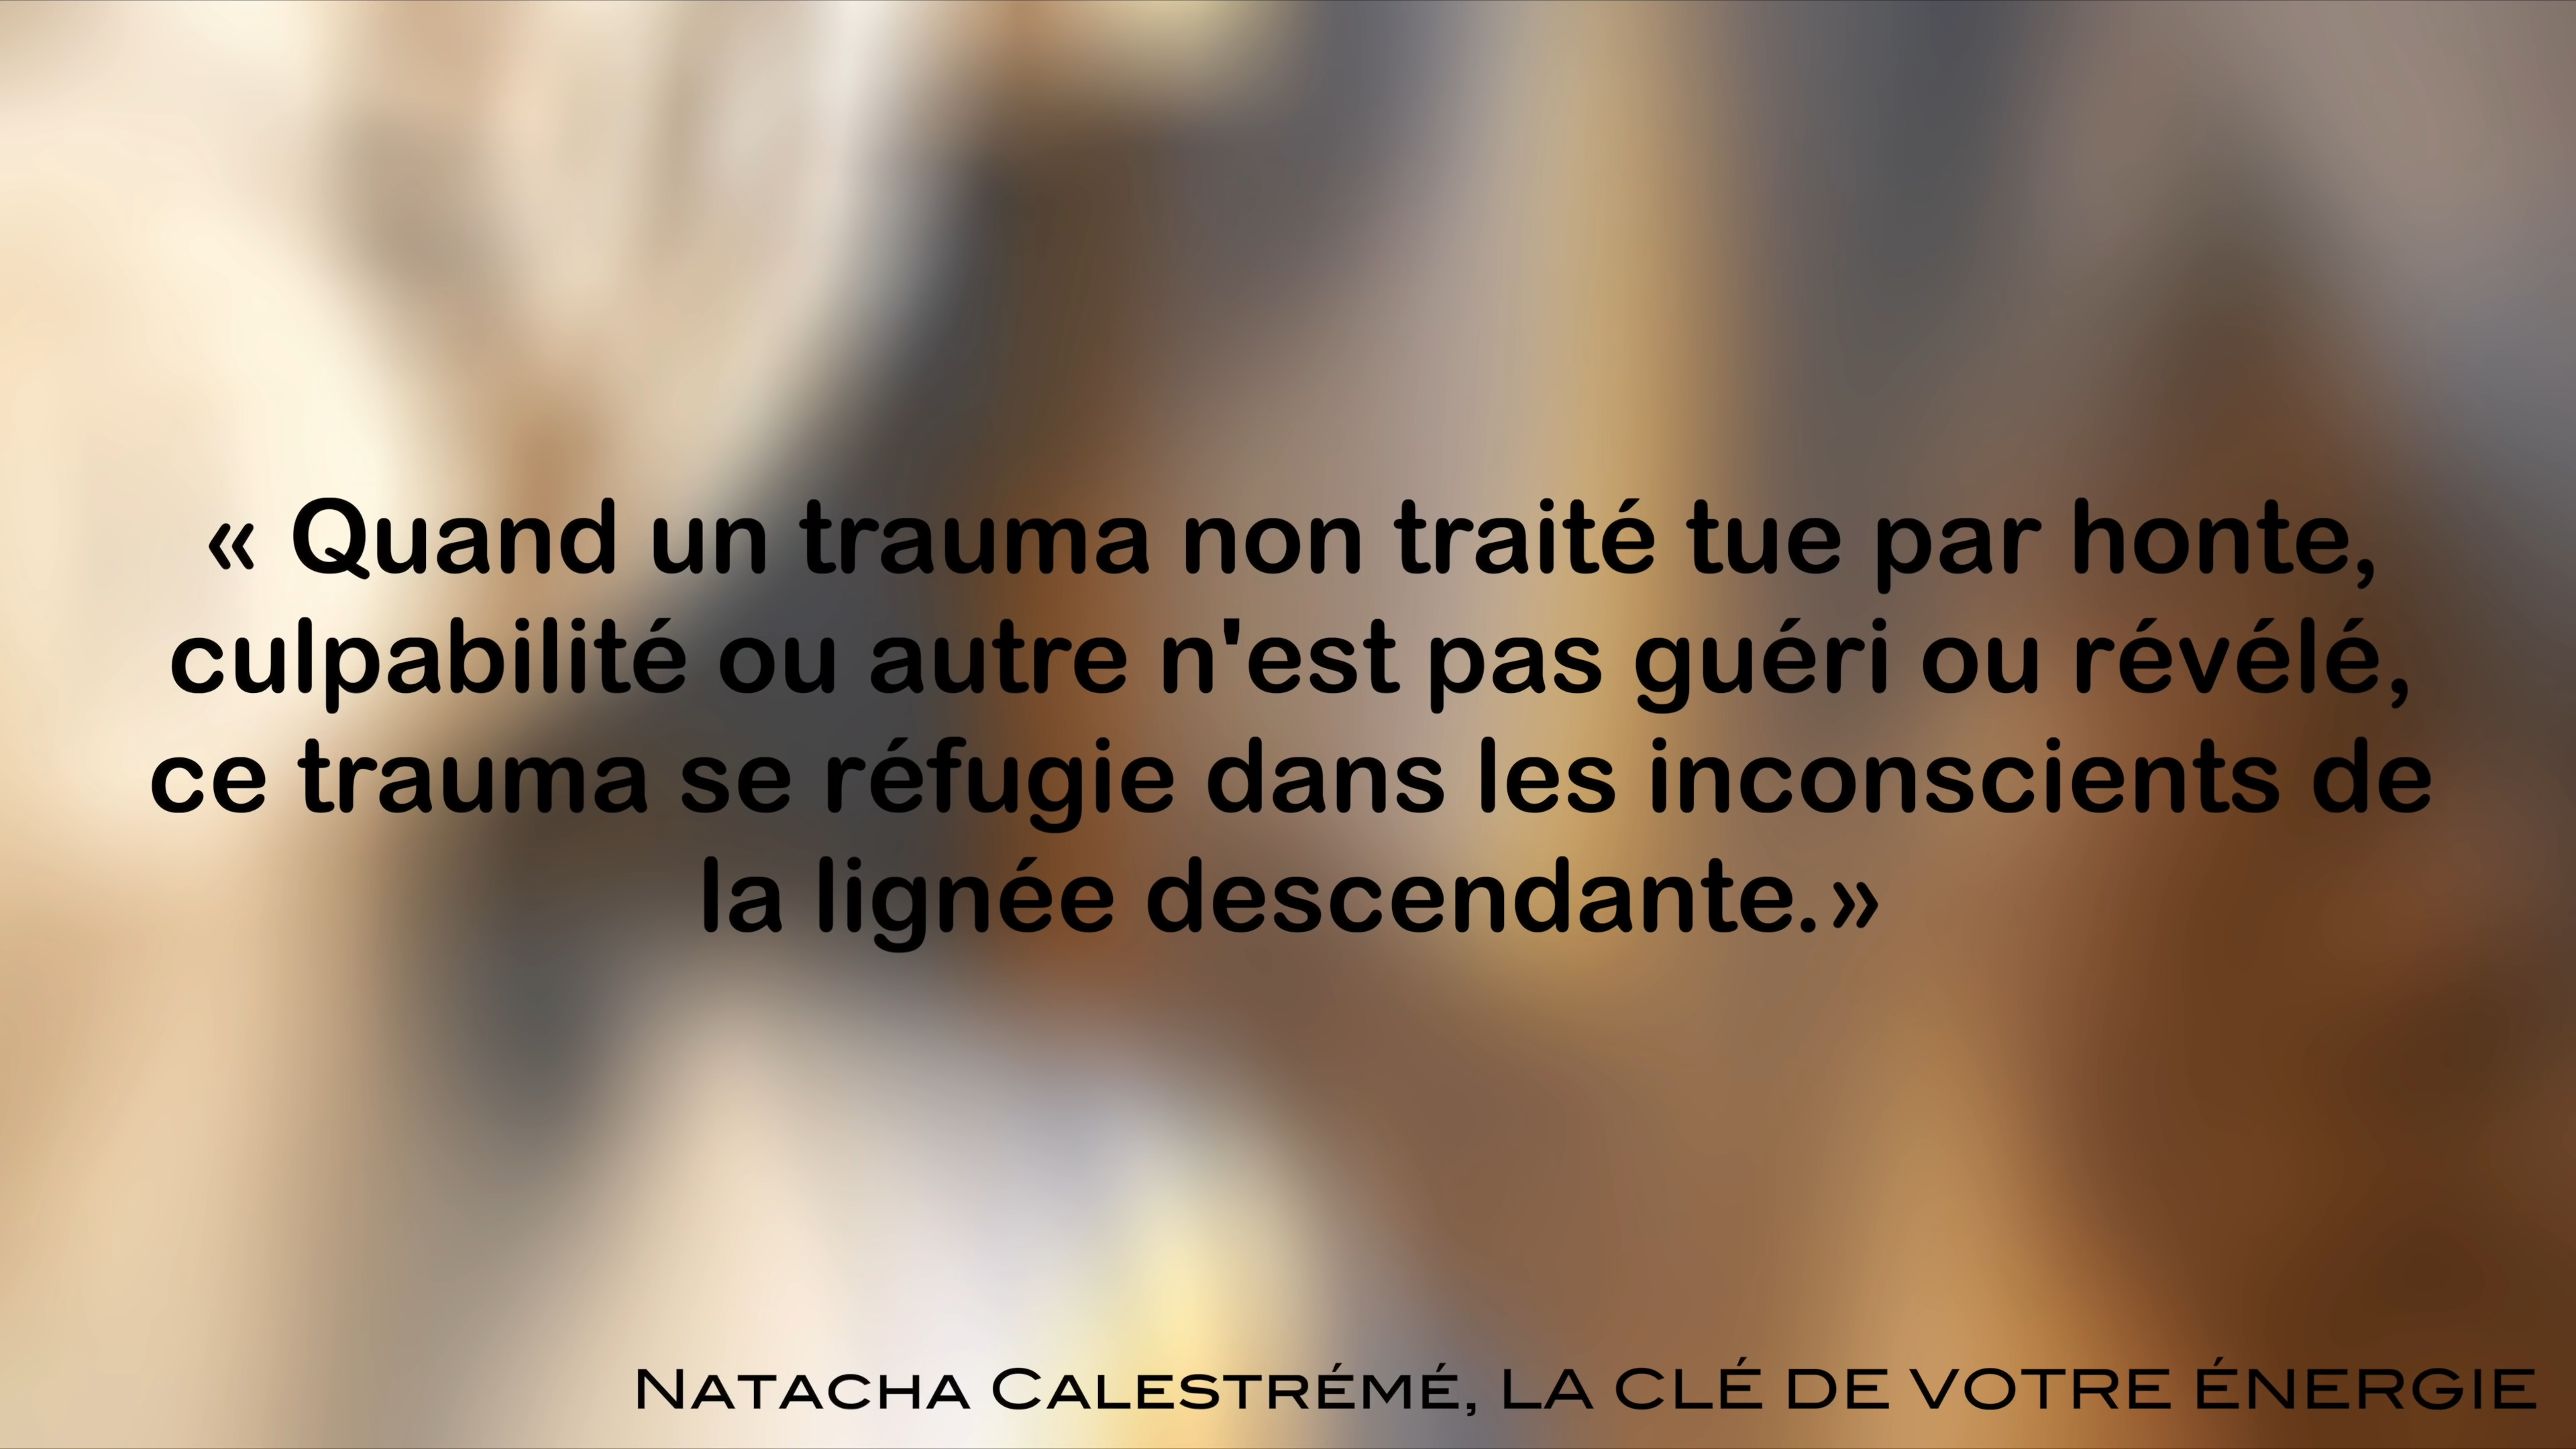 « Quand un trauma non traité tue par honte,
culpabilité ou autre n'est pas guéri ou révélé,
ce trauma se réfugie dans les inconscients de
la lignée descendante.»
Natacha Calestrémé, la clé de votre énergie